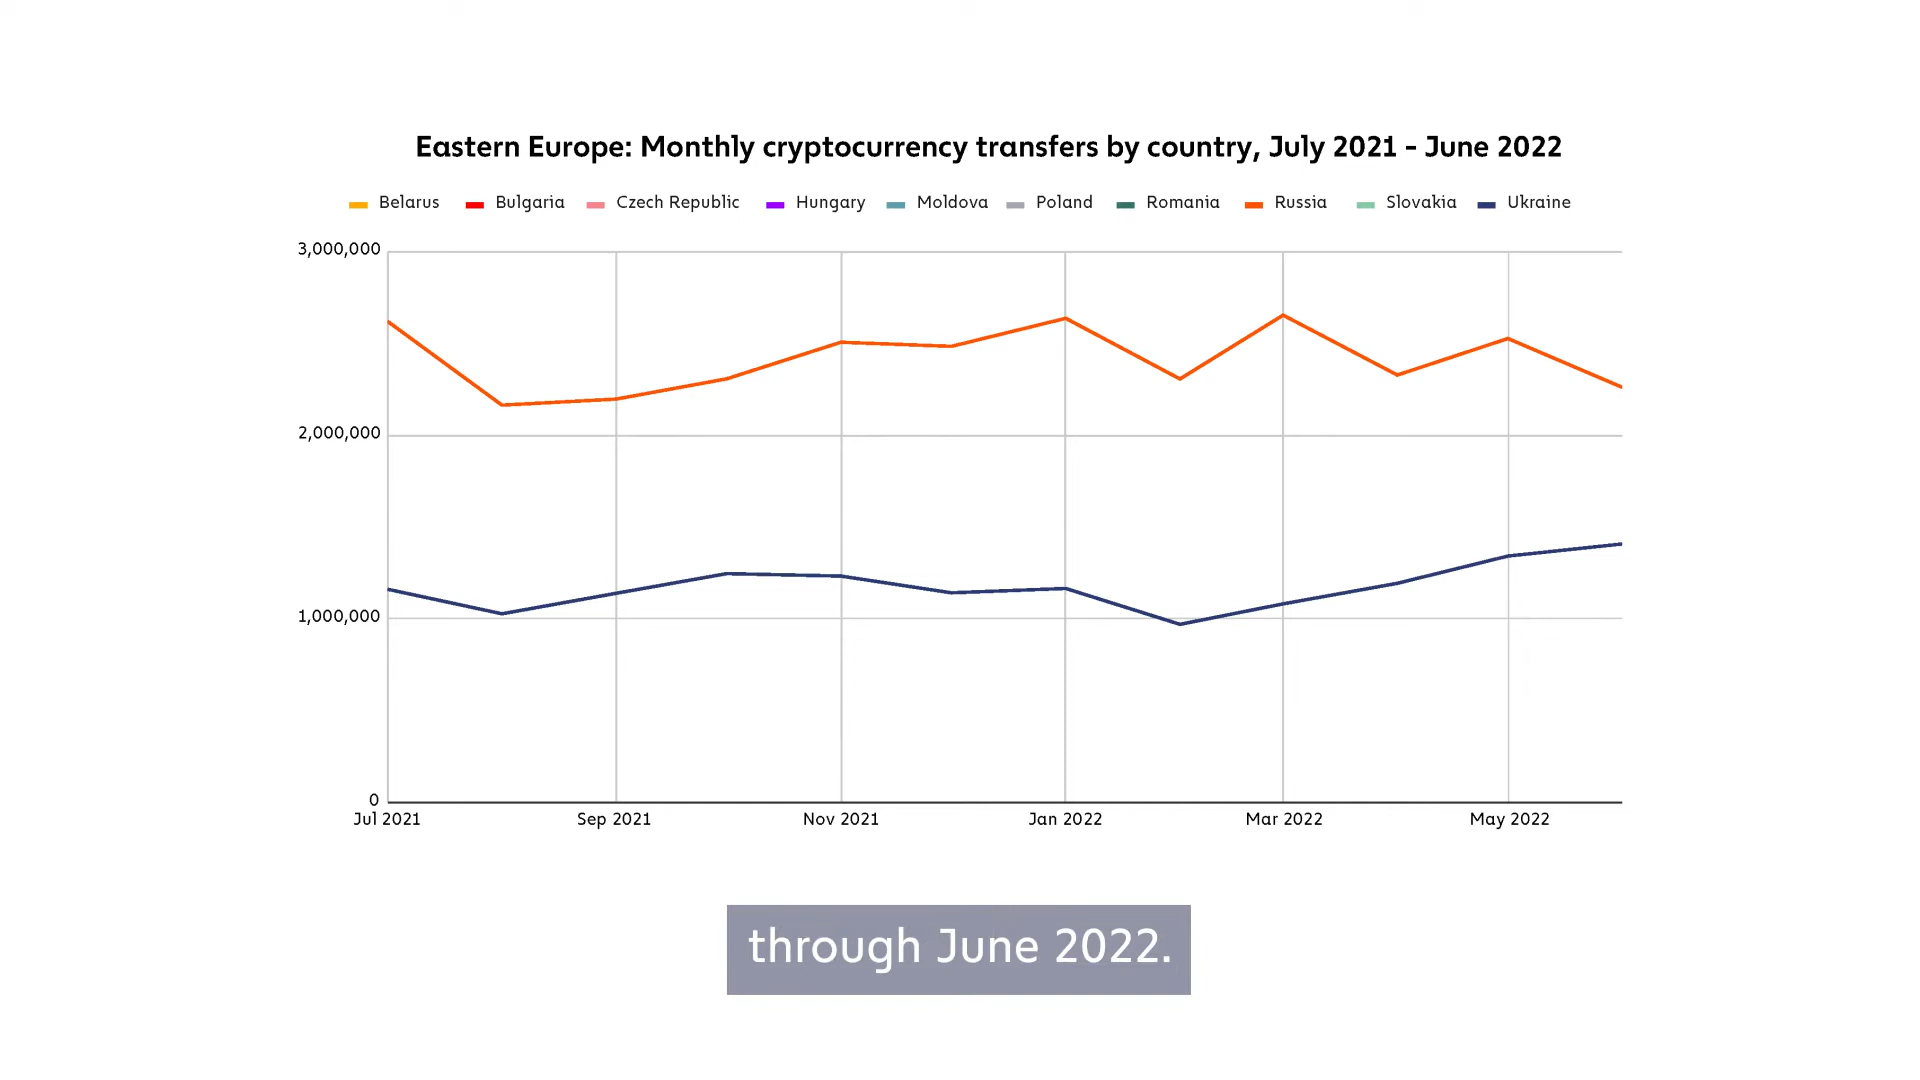 Eastern Europe: Monthly cryptocurrency transfers by country, July 2021 - June 2022
Belarus Bulgaria Czech Republic Hungary Moldova Poland Romania Russia Slovakia Ukraine
3,000,000
2,000,000
1,000,000
0
Jul 2021 Sep 2021 Nov 2021 Jan 2022 Mar 2022 May 2022
through June 2022.